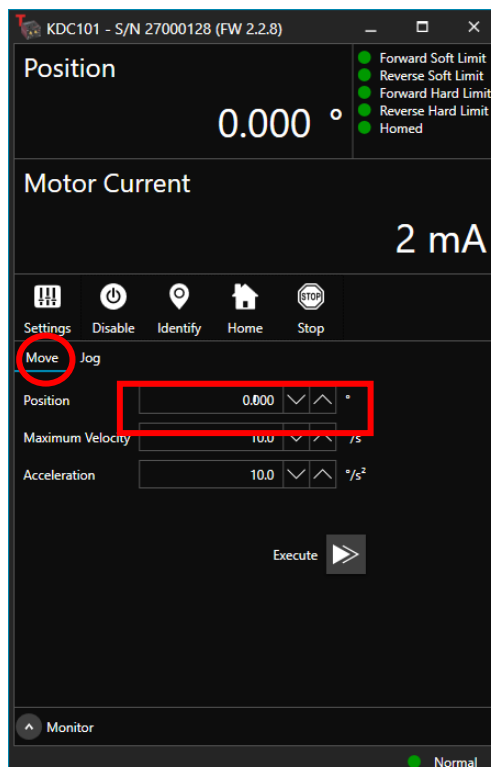 KDC101 - S/N 27000128 (FW 2.2.8)
Position
0.000 °
Forward Soft Limit
Reverse Soft Limit
Forward Hard Limit
Reverse Hard Limit
Homed
Motor Current
2 mA
STOP
Settings Disable Identify Home Stop
Move Jog
Position 0.000 °
Maximum Velocity 10.0 °/s
Acceleration 10.0 °/s²
Execute
Monitor
Normal